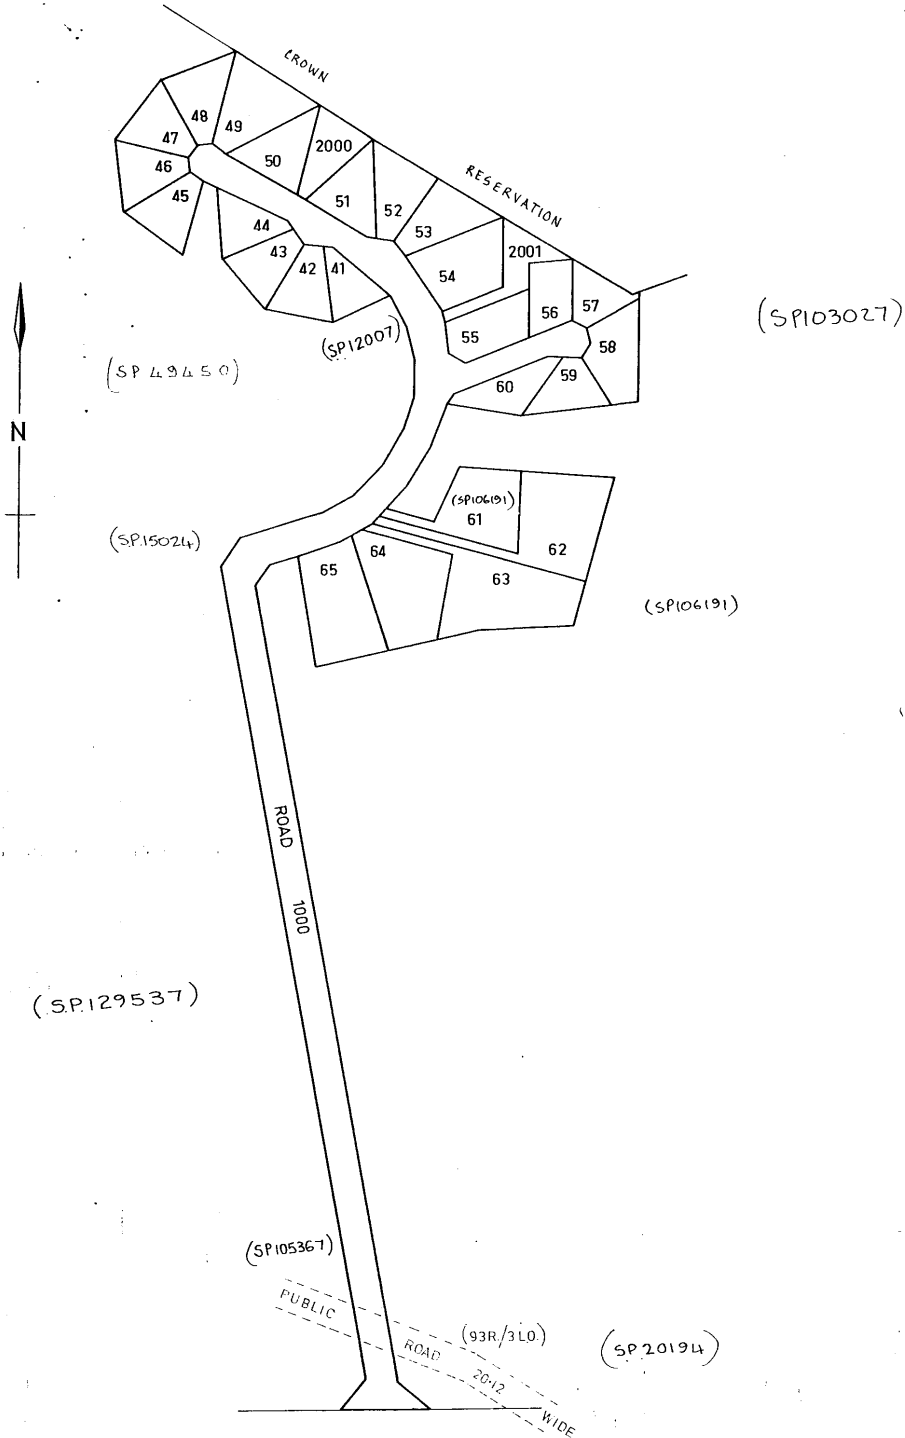 CROWN
RESERVATION
48
49
47
2000
46
50
45
51
52
44
53
43
2001
42
41
54
57
56
(SP103027)
55
(SP12007)
58
(SP 49450)
59
60
N
(SP106191)
61
(S.P.15024)
62
64
65
63
(SP106191)
ROAD
1000
(S.P.129537)
(SP105367)
PUBLIC
ROAD
20·12
WIDE
(93R./3L.O.)
(SP.20194)